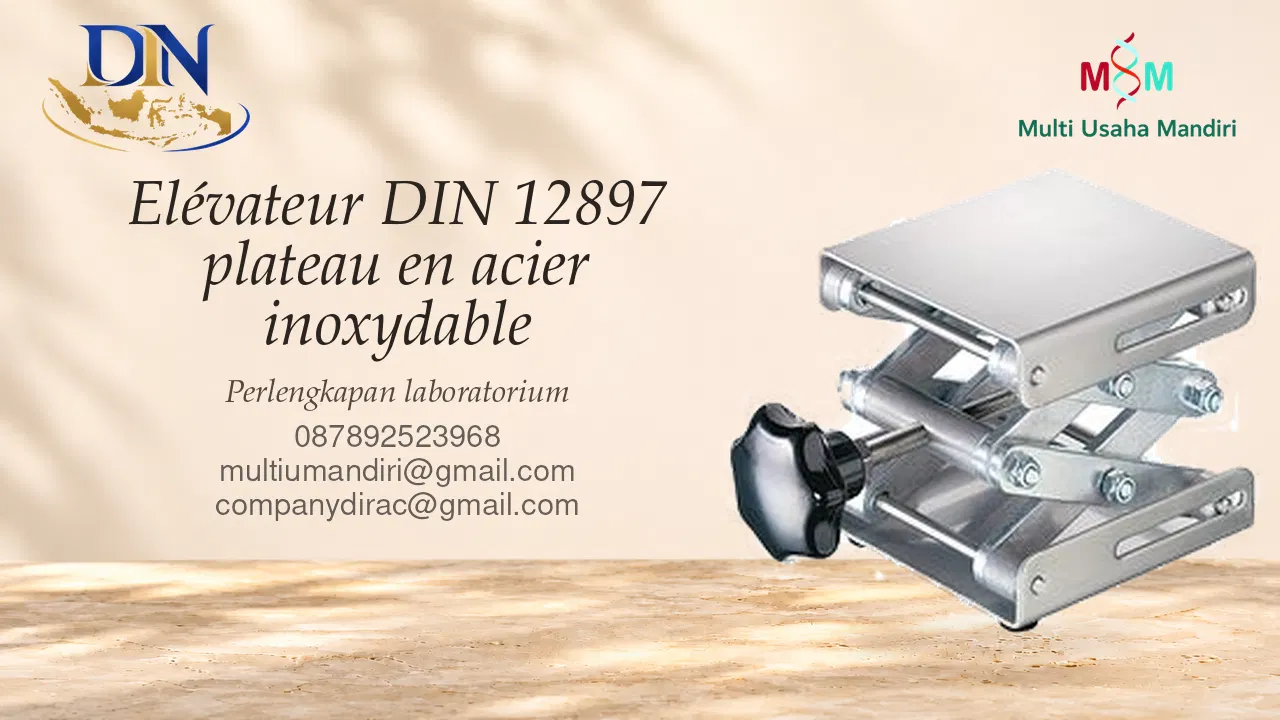 DIN
M M
Multi Usaha Mandiri
Elévateur DIN 12897
plateau en acier
inoxydable
Perlengkapan laboratorium
087892523968
multiumandiri@gmail.com
companydirac@gmail.com